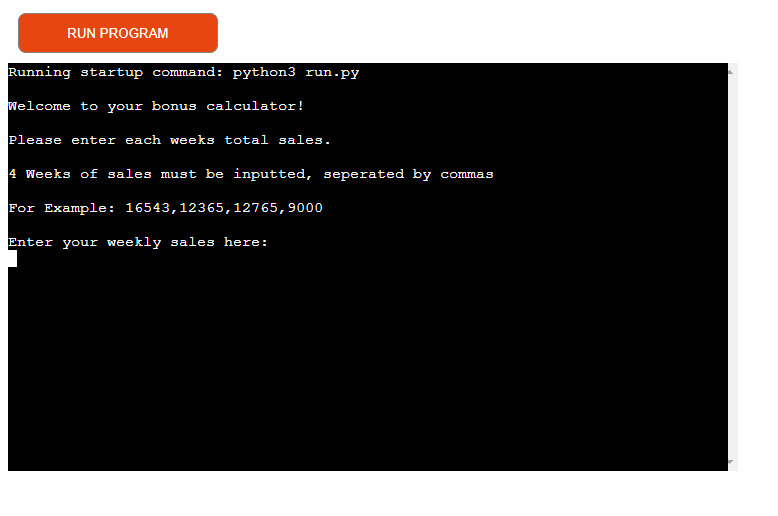 RUN PROGRAM
Running startup command: python3 run.py
Welcome to your bonus calculator!
Please enter each weeks total sales.
4 Weeks of sales must be inputted, seperated by commas
For Example: 16543,12365,12765,9000
Enter your weekly sales here: